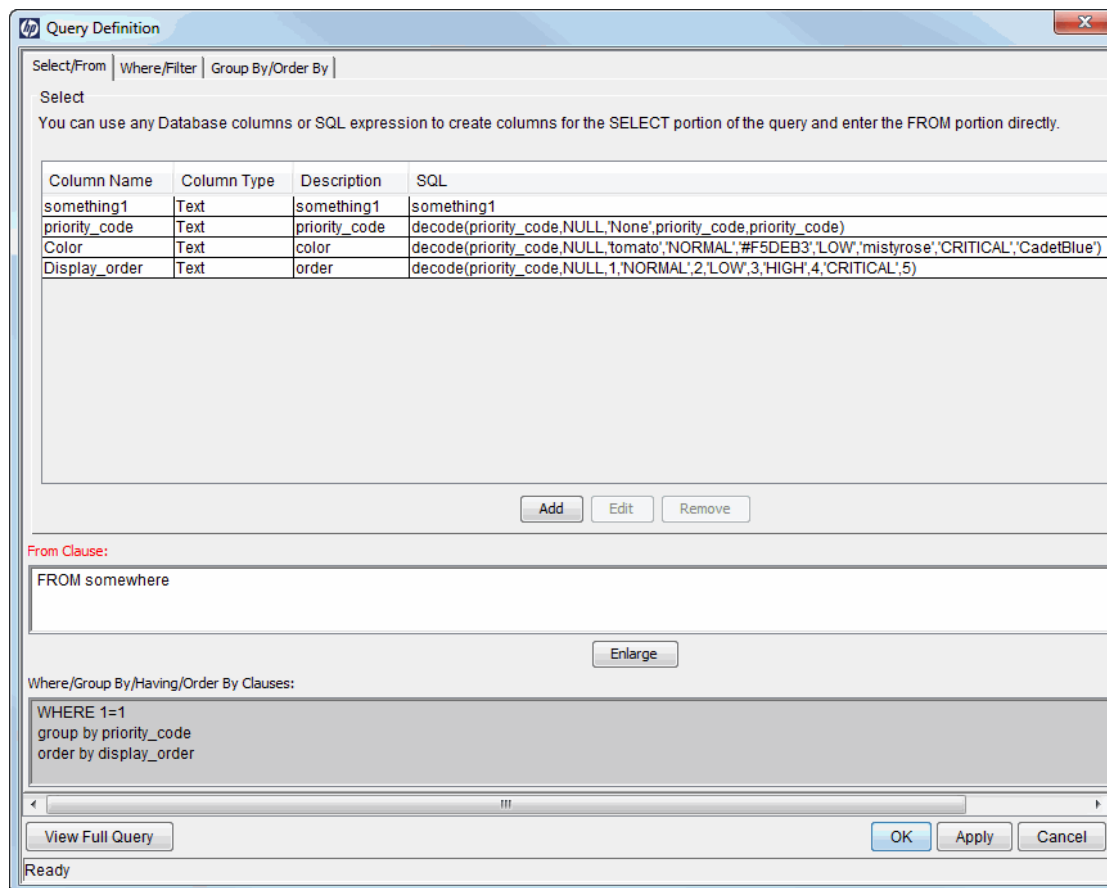 hp Query Definition
Select/From Where/Filter Group By/Order By
Select
You can use any Database columns or SQL expression to create columns for the SELECT portion of the query and enter the FROM portion directly.
Column Name Column Type Description SQL
something1 Text something1 something1
priority_code Text priority_code decode(priority_code,NULL,'None',priority_code,priority_code)
Color Text color decode(priority_code,NULL,'tomato','NORMAL','#F5DEB3','LOW','mistyrose','CRITICAL','CadetBlue')
Display_order Text order decode(priority_code,NULL,1,'NORMAL',2,'LOW',3,'HIGH',4,'CRITICAL',5)
Add Edit Remove
From Clause:
FROM somewhere
Enlarge
Where/Group By/Having/Order By Clauses:
WHERE 1=1
group by priority_code
order by display_order
View Full Query OK Apply Cancel
Ready